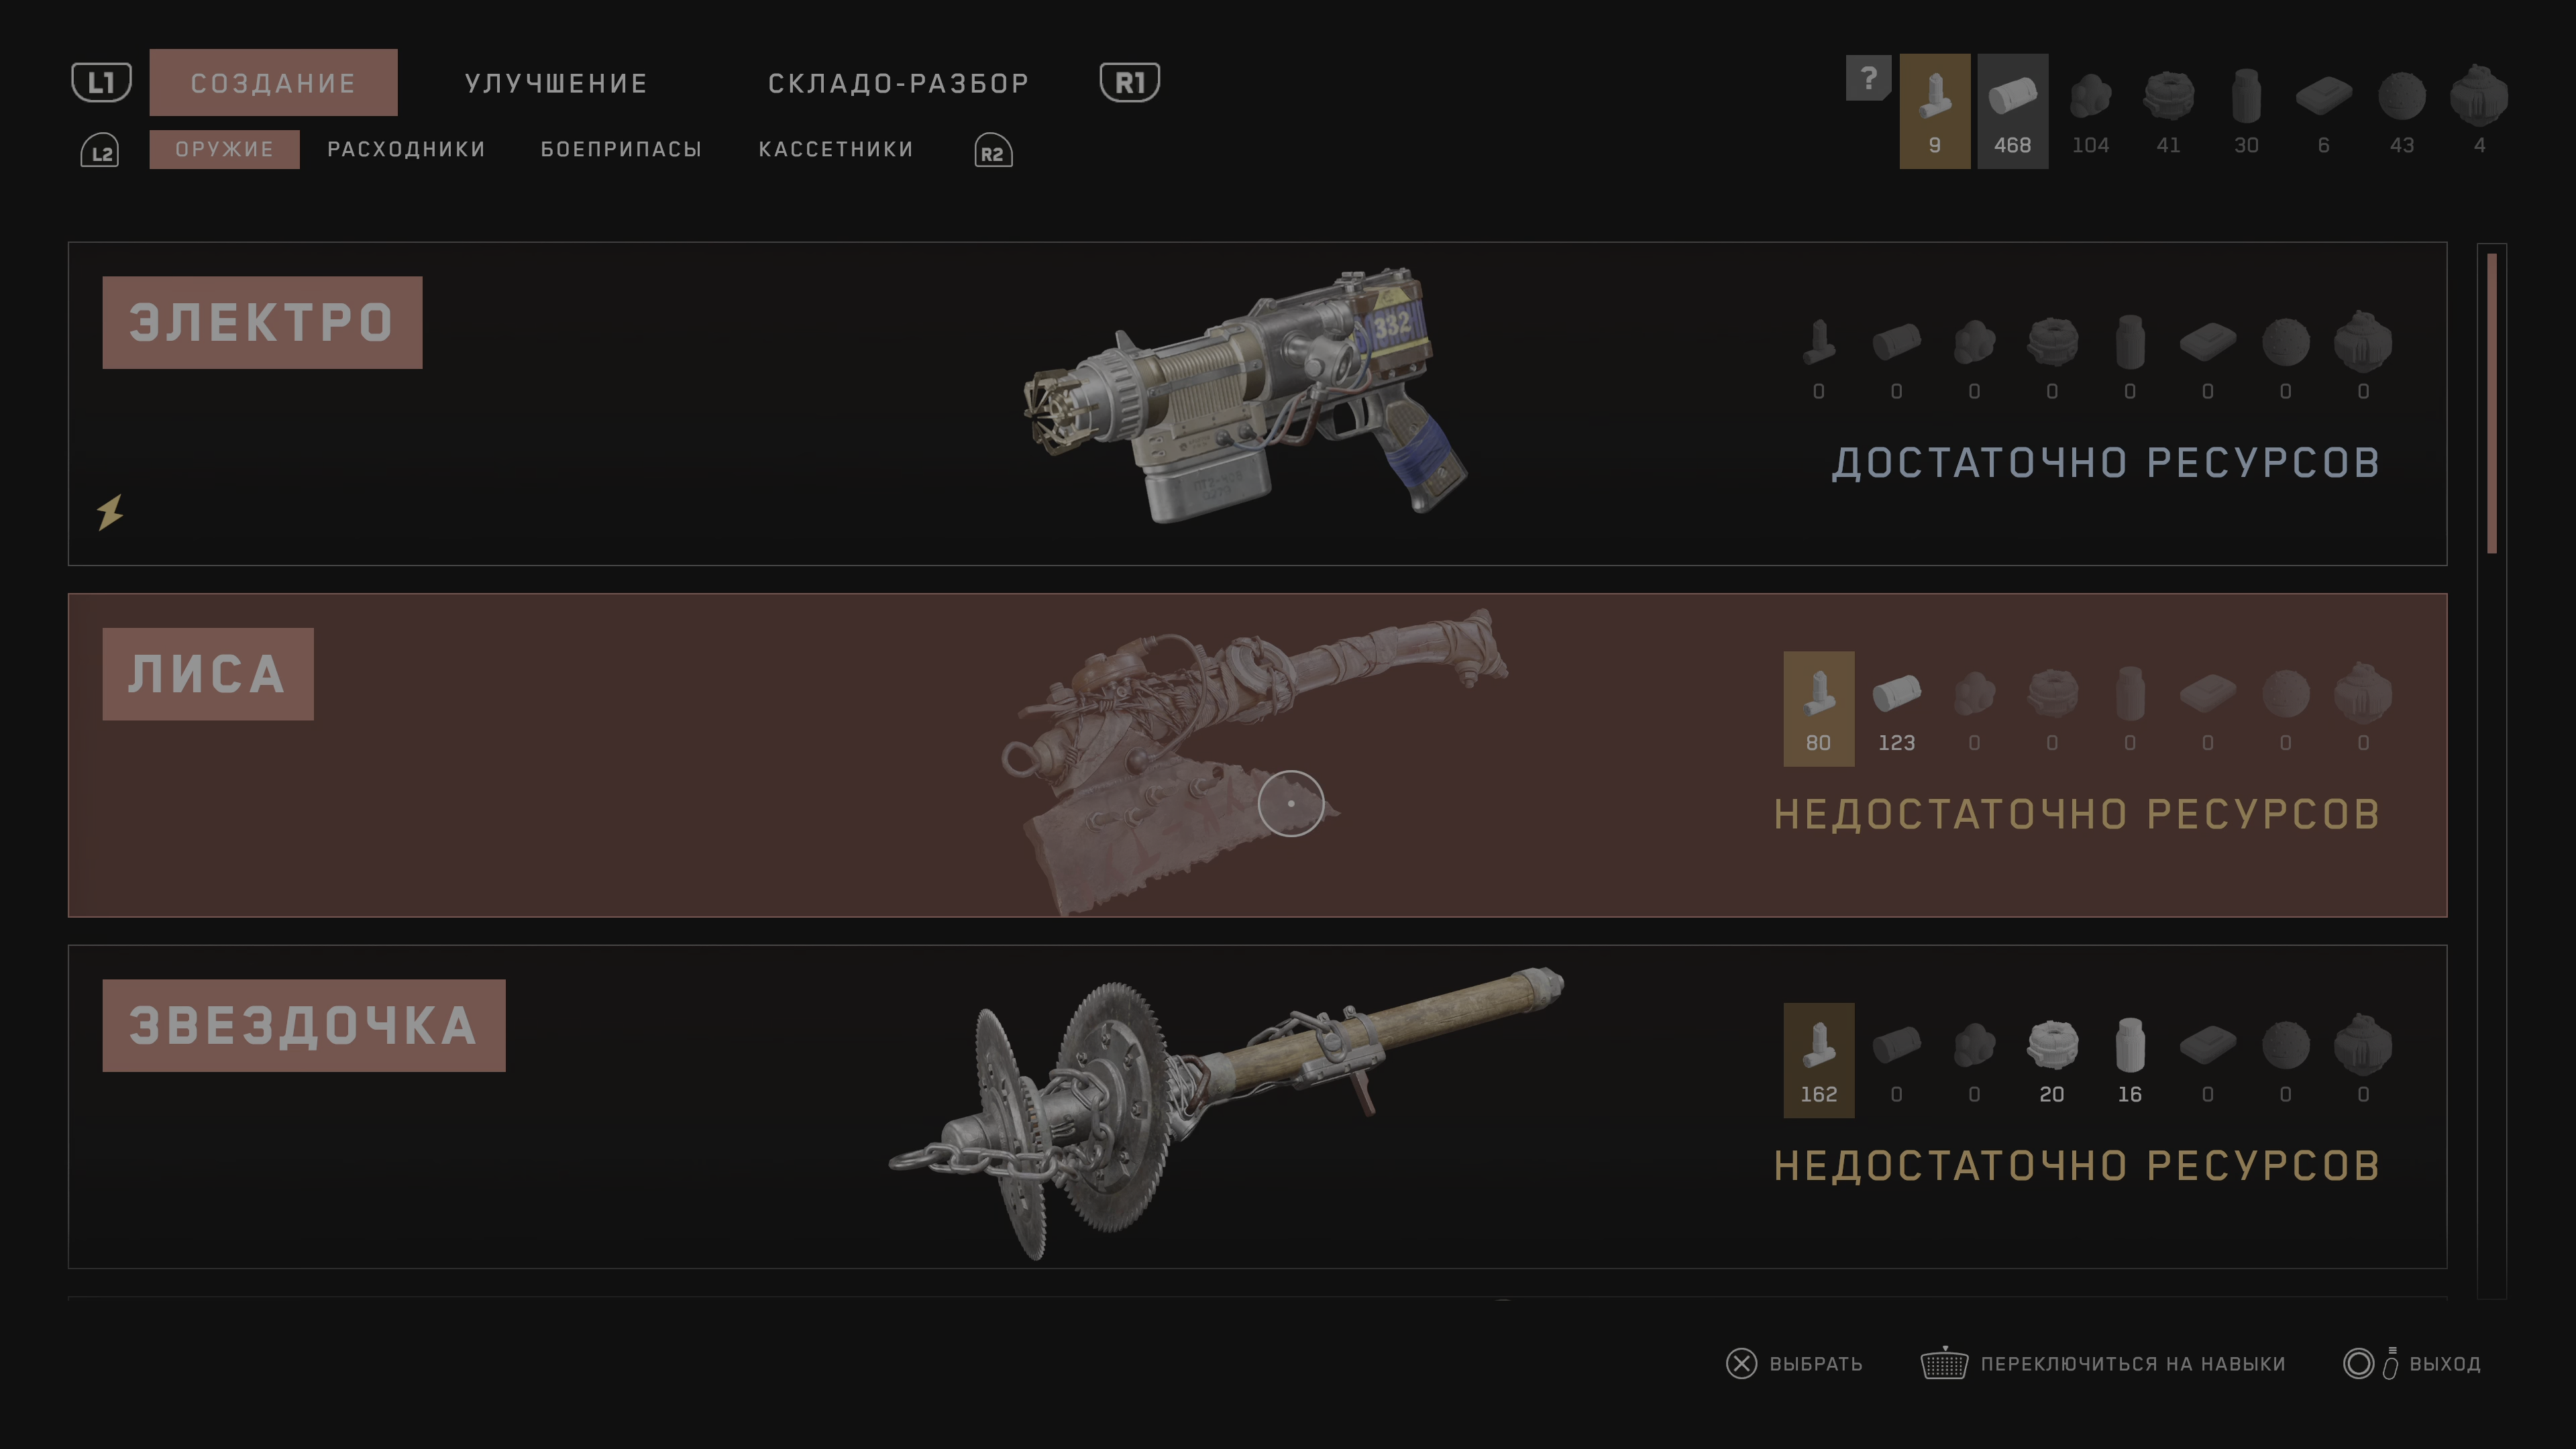 L1 СОЗДАНИЕ УЛУЧШЕНИЕ СКЛАДО-РАЗБОР R1
L2 ОРУЖИЕ РАСХОДНИКИ БОЕПРИПАСЫ КАССЕТНИКИ R2
?
9 468 104 41 30 6 43 4
ЭЛЕКТРО
332
0 0 0 0 0 0 0 0
ДОСТАТОЧНО РЕСУРСОВ
ЛИСА
80 123 0 0 0 0 0 0
НЕДОСТАТОЧНО РЕСУРСОВ
ЗВЕЗДОЧКА
162 0 0 20 16 0 0 0
НЕДОСТАТОЧНО РЕСУРСОВ
ВЫБРАТЬ ПЕРЕКЛЮЧИТЬСЯ НА НАВЫКИ ВЫХОД